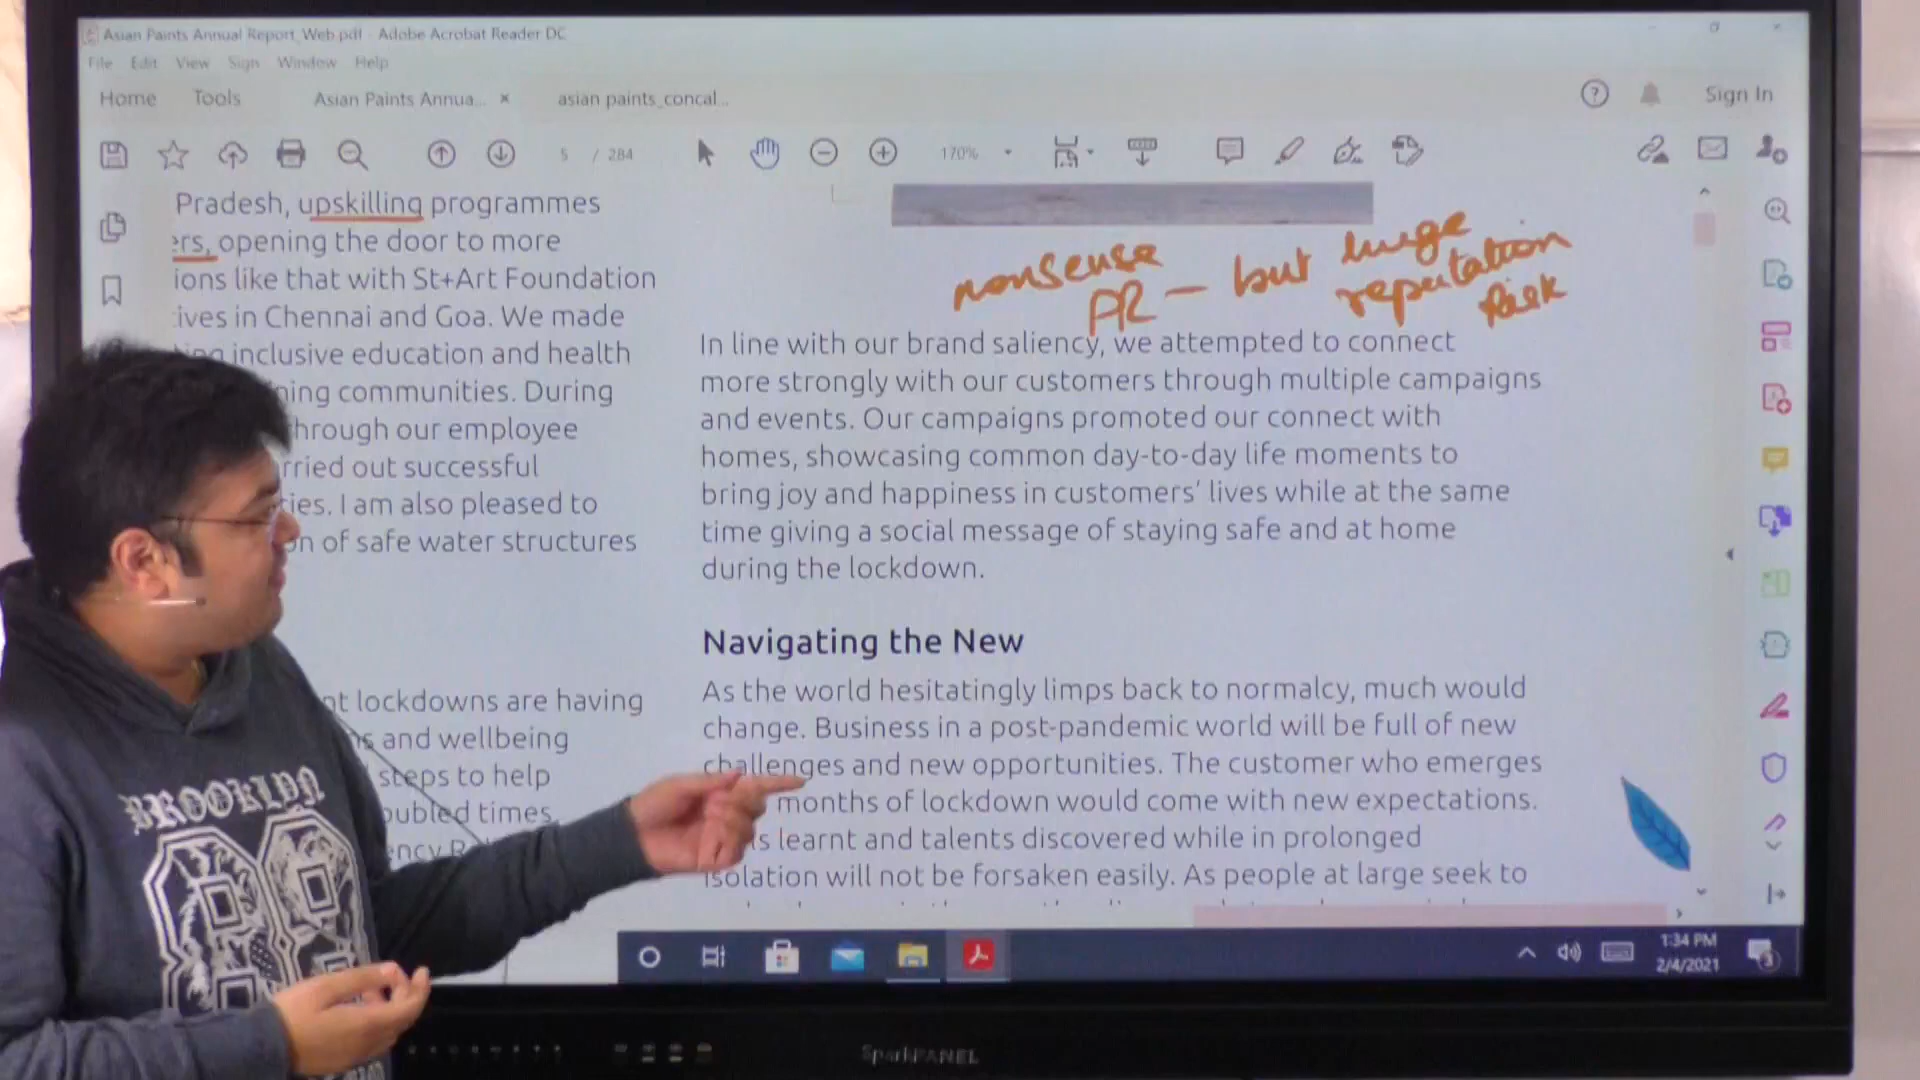 Asian Paints Annual Report_Web.pdf - Adobe Acrobat Reader DC
File Edit View Sign Window Help
Home Tools Asian Paints Annua... × asian paints_concal...
Sign In
5 / 284 170%
Pradesh, upskilling programmes
ers, opening the door to more
ions like that with St+Art Foundation
ives in Chennai and Goa. We made
inclusive education and health
ning communities. During
hrough our employee
rried out successful
ies. I am also pleased to
on of safe water structures
nt lockdowns are having
s and wellbeing
steps to help
oubled times,
ency
nonsense
PR - but huge
reputation
risk
In line with our brand saliency, we attempted to connect
more strongly with our customers through multiple campaigns
and events. Our campaigns promoted our connect with
homes, showcasing common day-to-day life moments to
bring joy and happiness in customers' lives while at the same
time giving a social message of staying safe and at home
during the lockdown.
Navigating the New
As the world hesitatingly limps back to normalcy, much would
change. Business in a post-pandemic world will be full of new
challenges and new opportunities. The customer who emerges
months of lockdown would come with new expectations.
ls learnt and talents discovered while in prolonged
isolation will not be forsaken easily. As people at large seek to
BROOKLYN
1:34 PM
2/4/2021
3
SparkPANEL